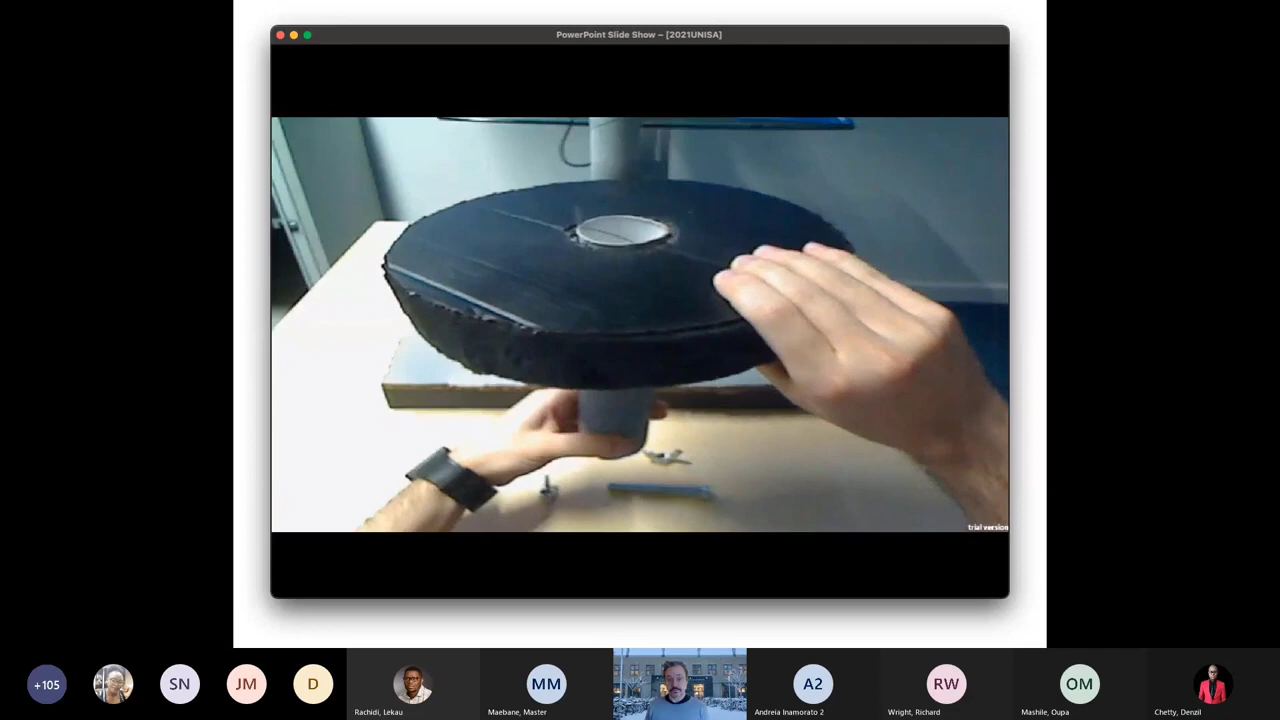 PowerPoint Slide Show – [2021UNISA]
trial version
+105
SN
JM
D
Rachidi, Lekau
MM
Maebane, Master
A2
Andreia Inamorato 2
RW
Wright, Richard
OM
Mashile, Oupa
Chetty, Denzil